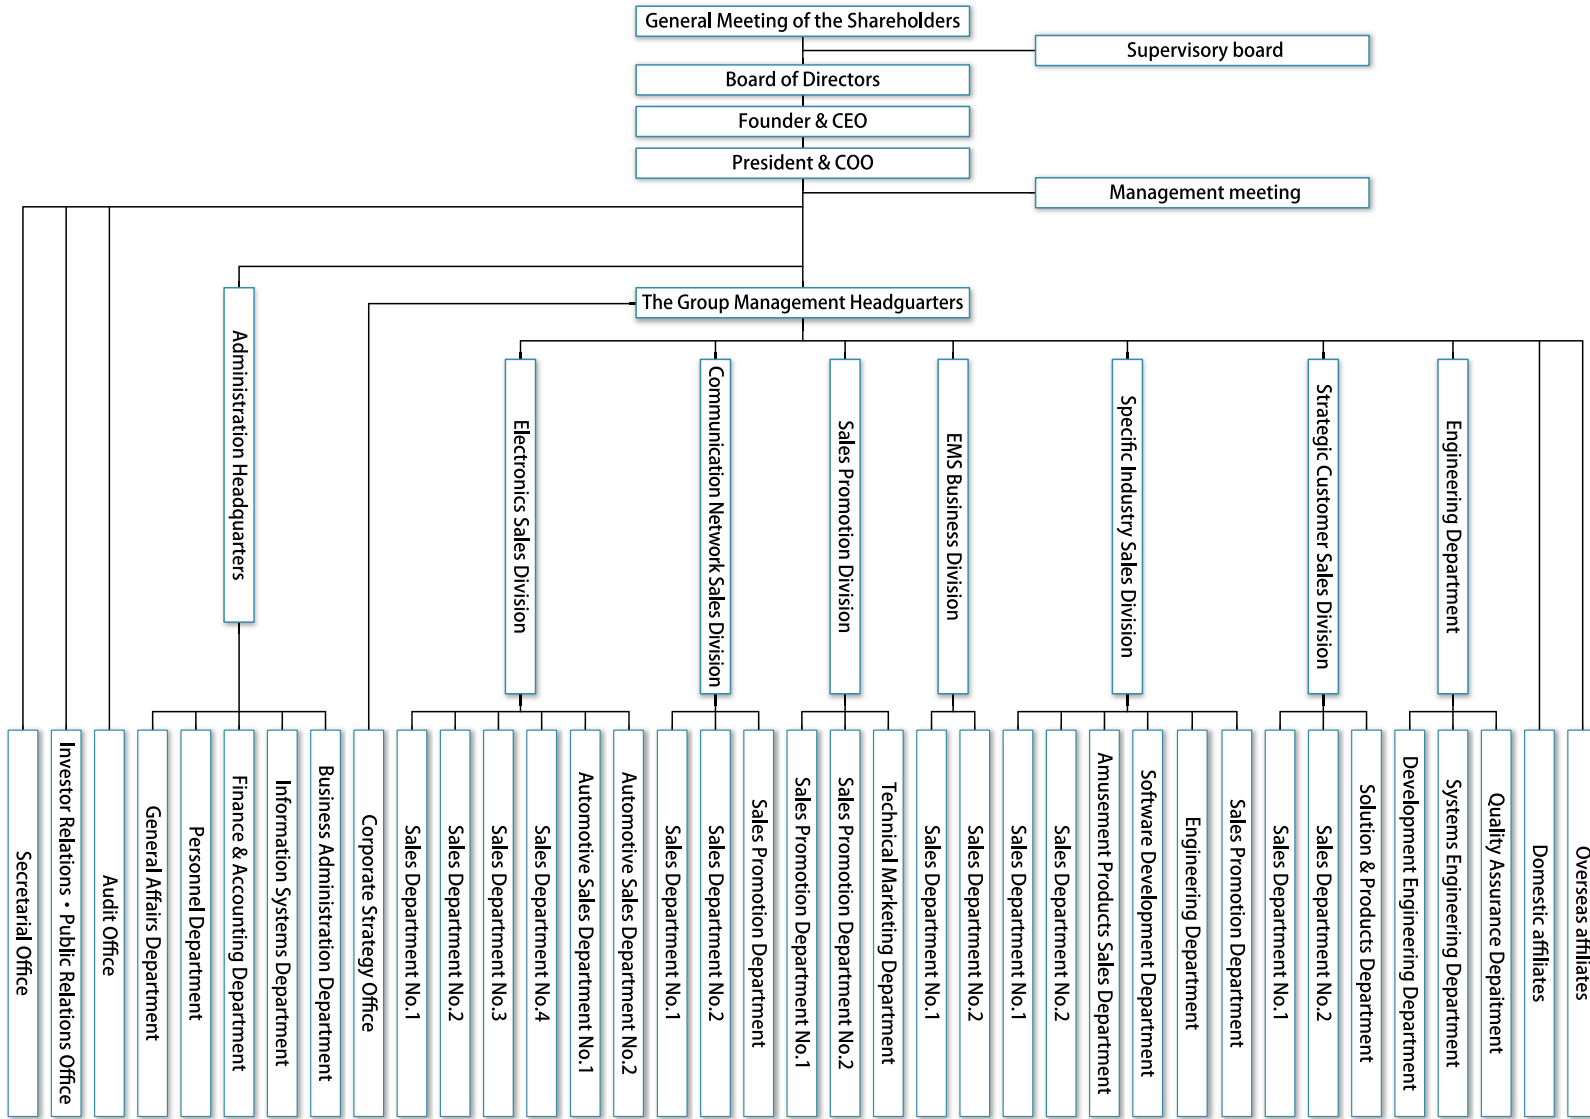 General Meeting of the Shareholders
Supervisory board
Board of Directors
Founder & CEO
President & COO
Management meeting
The Group Management Headguarters
Administration Headguarters
Electronics Sales Division
Communication Network Sales Division
Sales Promotion Division
EMS Business Division
Specific Industry Sales Division
Strategic Customer Sales Division
Engineering Department
Secretarial Office
Investor Relations・Public Relations Office
Audit Office
General Affairs Department
Personnel Department
Finance & Accounting Department
Information Systems Department
Business Administration Department
Corporate Strategy Office
Sales Department No.1
Sales Department No.2
Sales Department No.3
Sales Department No.4
Automotive Sales Department No.1
Automotive Sales Department No.2
Sales Department No.1
Sales Department No.2
Sales Promotion Department
Sales Promotion Department No.1
Sales Promotion Department No.2
Technical Marketing Department
Sales Department No.1
Sales Department No.2
Sales Department No.1
Sales Department No.2
Amusement Products Sales Department
Software Development Department
Engineering Department
Sales Promotion Department
Sales Department No.1
Sales Department No.2
Solution & Products Department
Development Engineering Department
Systems Engineering Department
Quality Assurance Depaitment
Domestic affiliates
Overseas affiliates